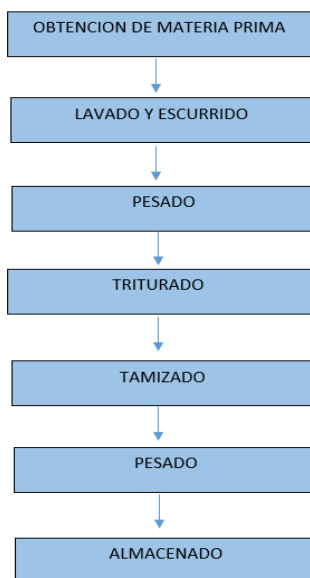 OBTENCION DE MATERIA PRIMA
LAVADO Y ESCURRIDO
PESADO
TRITURADO
TAMIZADO
PESADO
ALMACENADO